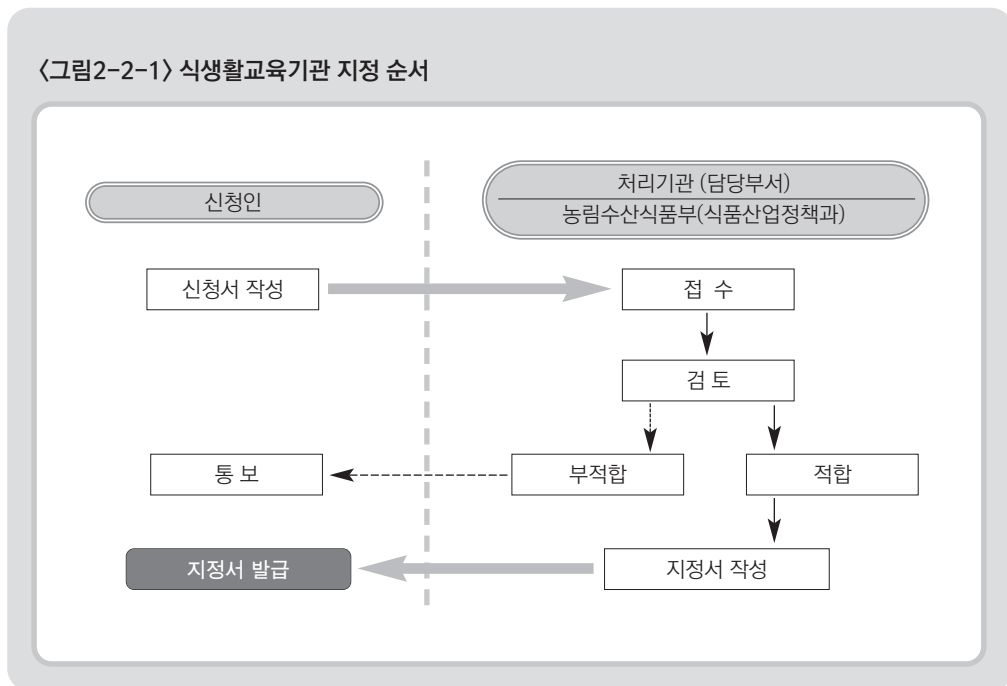 〈그림2-2-1〉 식생활교육기관 지정 순서
신청인
처리기관 (담당부서)
농림수산식품부(식품산업정책과)
신청서 작성
접 수
검 토
통 보
부적합
적합
지정서 발급
지정서 작성